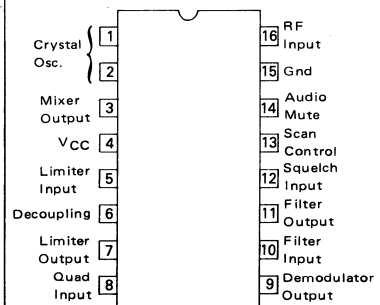 Crystal
Osc.
1
2
Mixer
Output
3
VCC
4
Limiter
Input
5
Decoupling
6
Limiter
Output
7
Quad
Input
8
16
RF
Input
15
Gnd
14
Audio
Mute
13
Scan
Control
12
Squelch
Input
11
Filter
Output
10
Filter
Input
9
Demodulator
Output